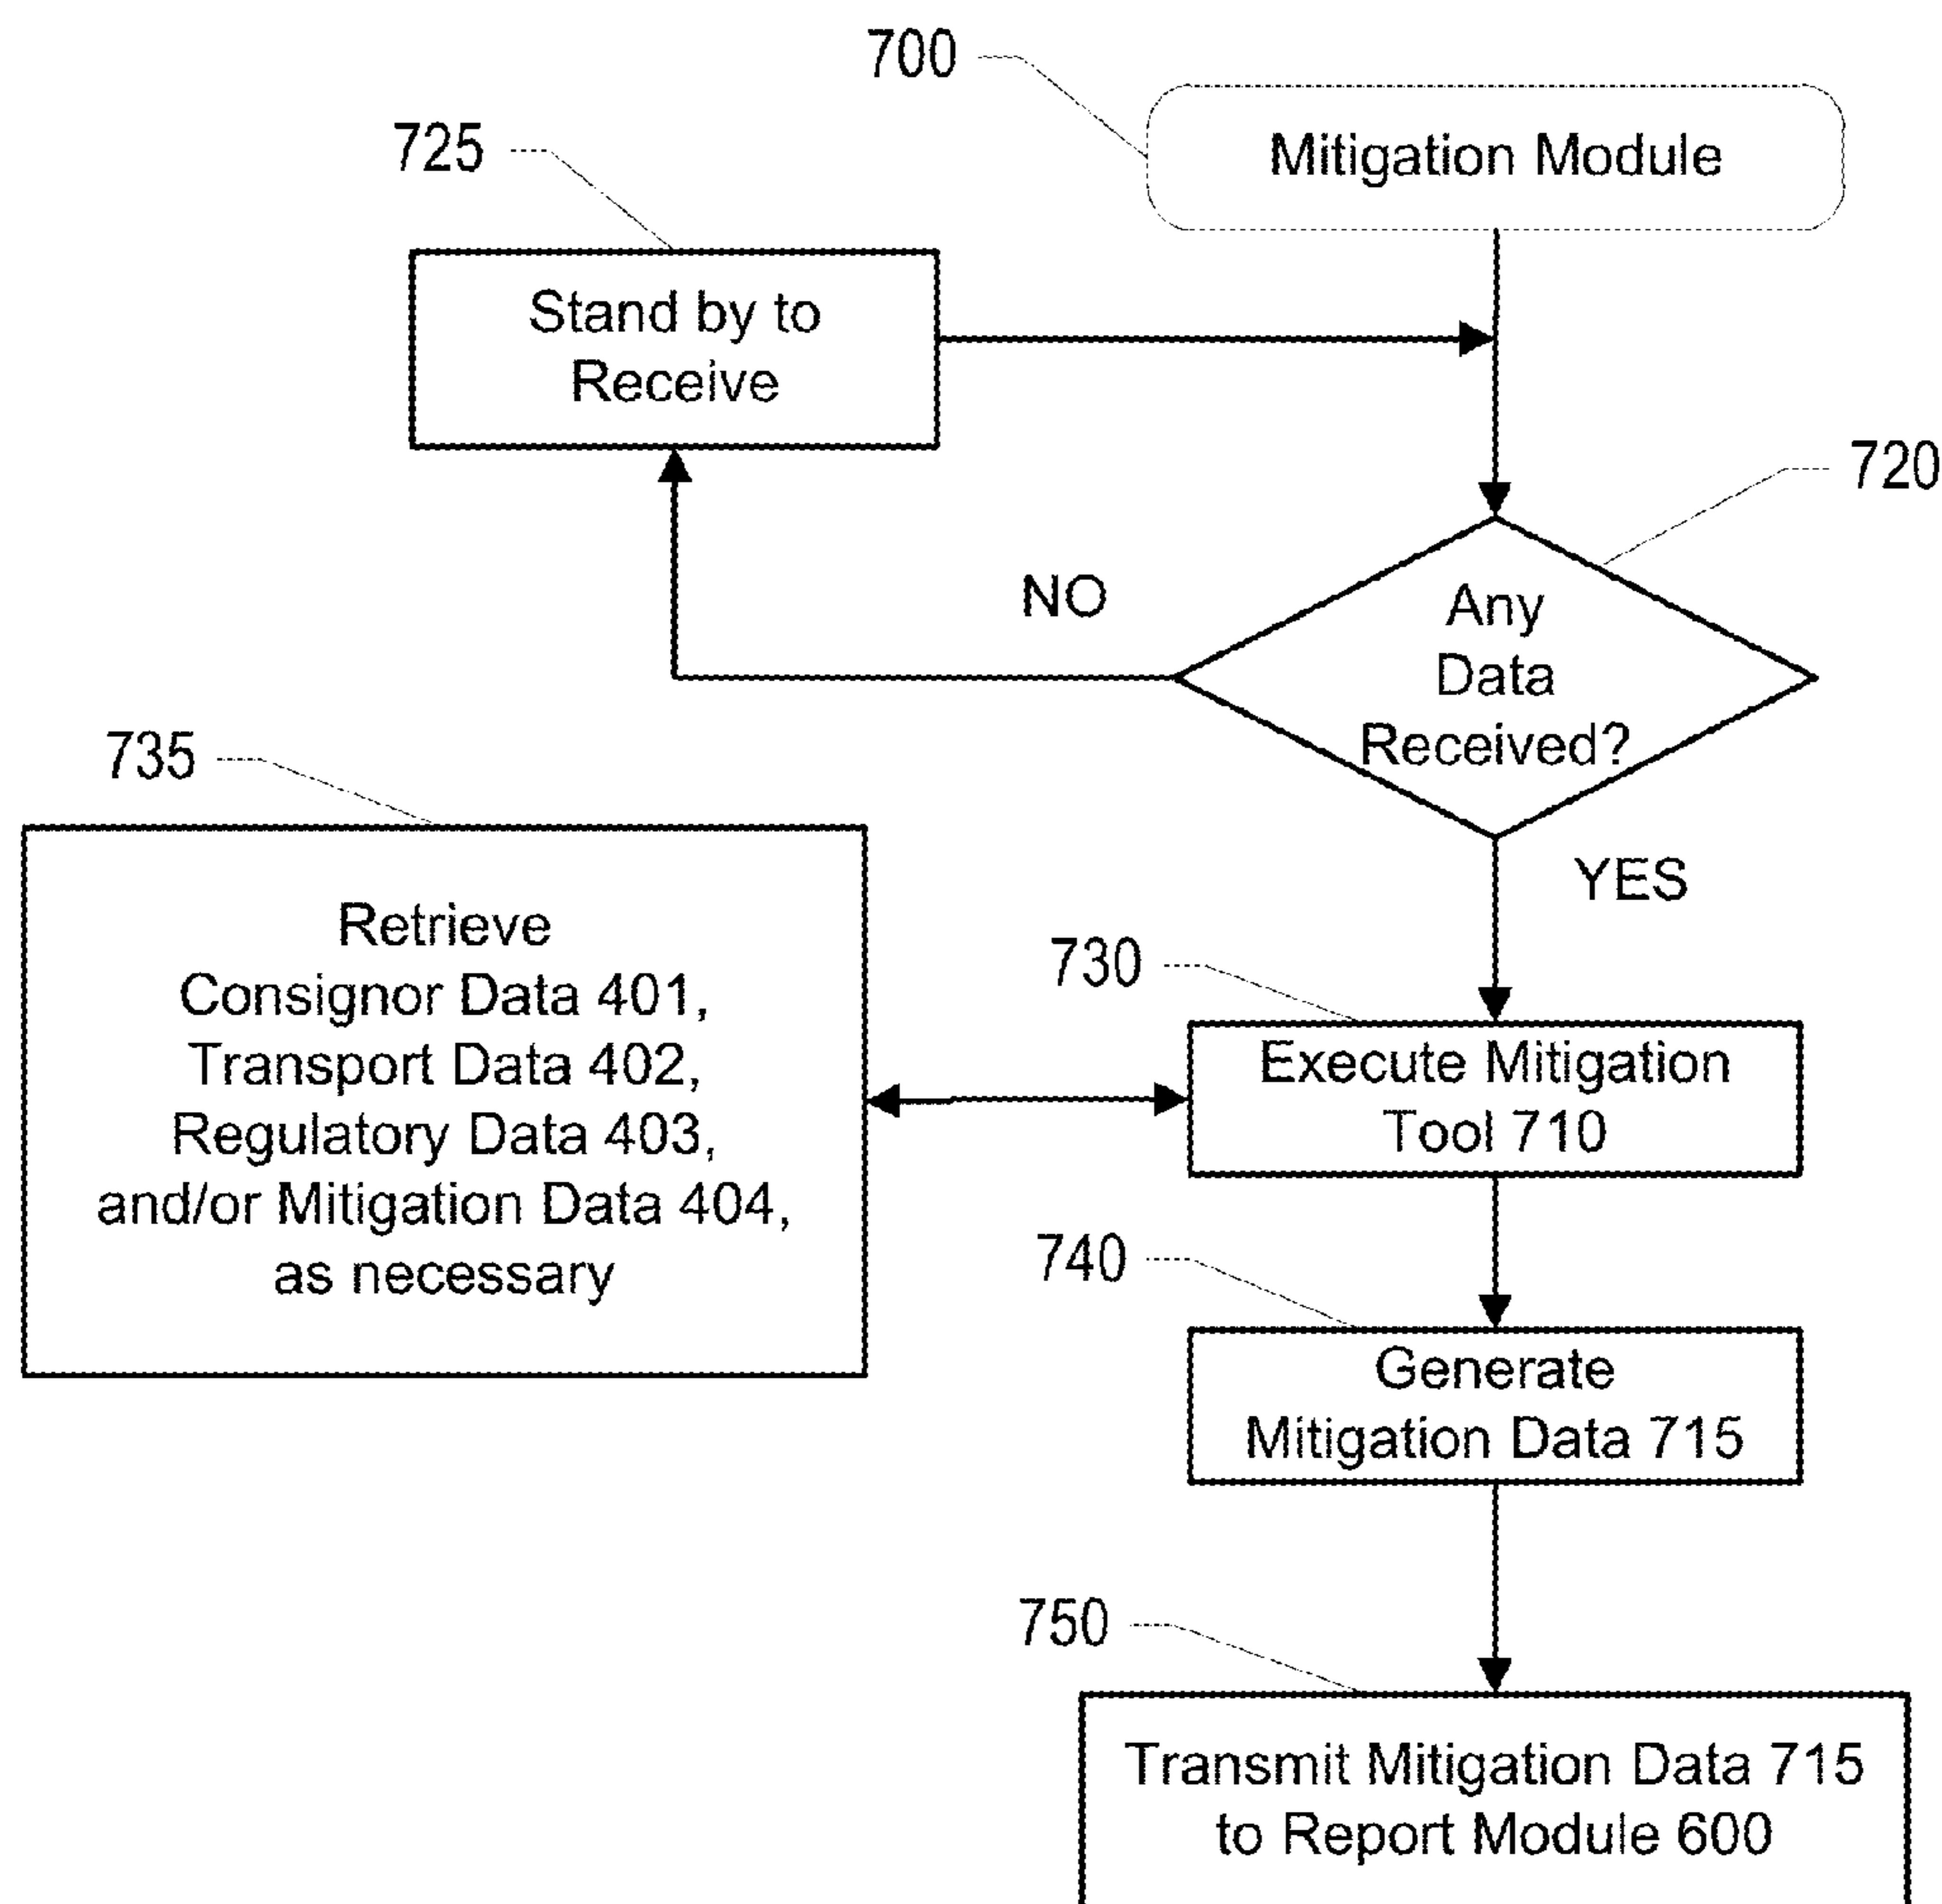 700
Mitigation Module
725
Stand by to
Receive
720
NO
Any
Data
Received?
YES
735
Retrieve
Consignor Data 401,
Transport Data 402,
Regulatory Data 403,
and/or Mitigation Data 404,
as necessary
730
Execute Mitigation
Tool 710
740
Generate
Mitigation Data 715
750
Transmit Mitigation Data 715
to Report Module 600